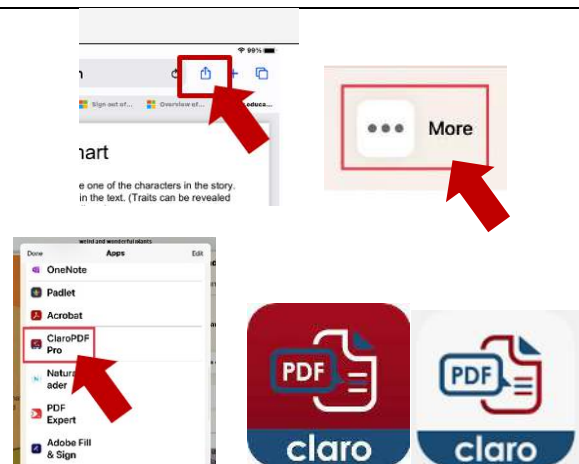 99%
Sign out of...
Overview of...
educa...
hart
e one of the characters in the story.
in the text. (Traits can be revealed
More
weird and wonderful plants
Done Apps Edit
OneNote
Padlet
Acrobat
ClaroPDF
Pro
Natura
ader
PDF
Expert
Adobe Fill
& Sign
PDF
claro
PDF
claro